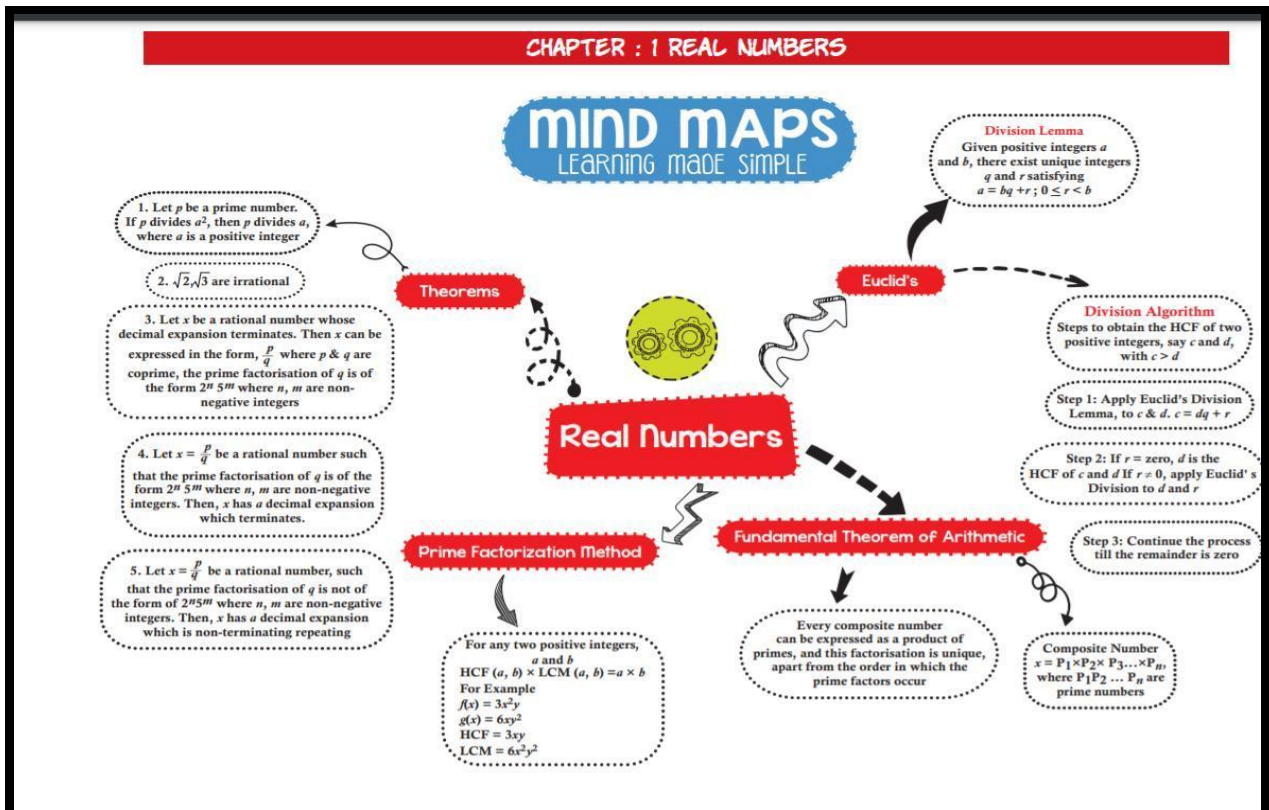 CHAPTER : 1 REAL NUMBERS
MIND MAPS
LEARNING MADE SIMPLE
Division Lemma
Given positive integers a
and b, there exist unique integers
q and r satisfying
a = bq +r ; 0 ≤ r < b
1. Let p be a prime number.
If p divides a², then p divides a,
where a is a positive integer
2. √2,√3 are irrational
3. Let x be a rational number whose
decimal expansion terminates. Then x can be
expressed in the form, p/q where p & q are
coprime, the prime factorisation of q is of
the form 2ⁿ 5ᵐ where n, m are non-
negative integers
4. Let x = p/q be a rational number such
that the prime factorisation of q is of the
form 2ⁿ 5ᵐ where n, m are non-negative
integers. Then, x has a decimal expansion
which terminates.
5. Let x = p/q be a rational number, such
that the prime factorisation of q is not of
the form of 2ⁿ5ᵐ where n, m are non-negative
integers. Then, x has a decimal expansion
which is non-terminating repeating
Theorems
Euclid's
Division Algorithm
Steps to obtain the HCF of two
positive integers, say c and d,
with c > d
Step 1: Apply Euclid's Division
Lemma, to c & d. c = dq + r
Step 2: If r = zero, d is the
HCF of c and d If r ≠ 0, apply Euclid' s
Division to d and r
Step 3: Continue the process
till the remainder is zero
Real Numbers
Prime Factorization Method
For any two positive integers,
a and b
HCF (a, b) × LCM (a, b) =a × b
For Example
f(x) = 3x²y
g(x) = 6xy²
HCF = 3xy
LCM = 6x²y²
Fundamental Theorem of Arithmetic
Every composite number
can be expressed as a product of
primes, and this factorisation is unique,
apart from the order in which the
prime factors occur
Composite Number
x = P₁×P₂× P₃...×Pₙ,
where P₁P₂ ... Pₙ are
prime numbers